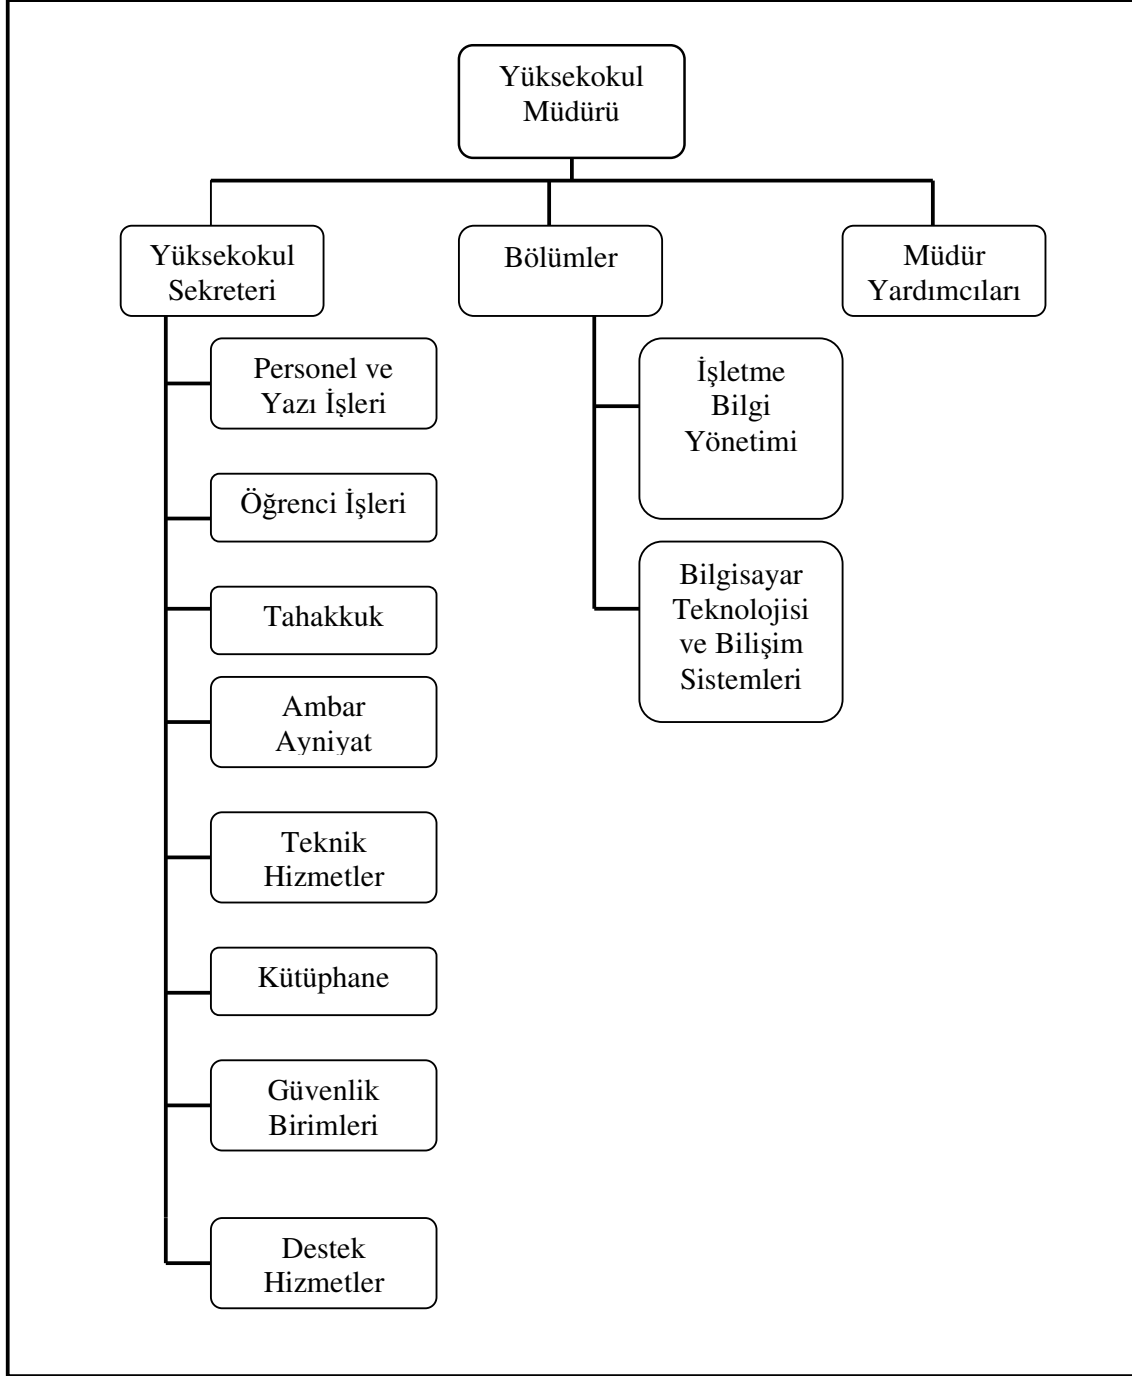 Yüksekokul
Müdürü
Yüksekokul
Sekreteri
Bölümler
Müdür
Yardımcıları
Personel ve
Yazı İşleri
Öğrenci İşleri
Tahakkuk
Ambar
Ayniyat
Teknik
Hizmetler
Kütüphane
Güvenlik
Birimleri
Destek
Hizmetler
İşletme
Bilgi
Yönetimi
Bilgisayar
Teknolojisi
ve Bilişim
Sistemleri